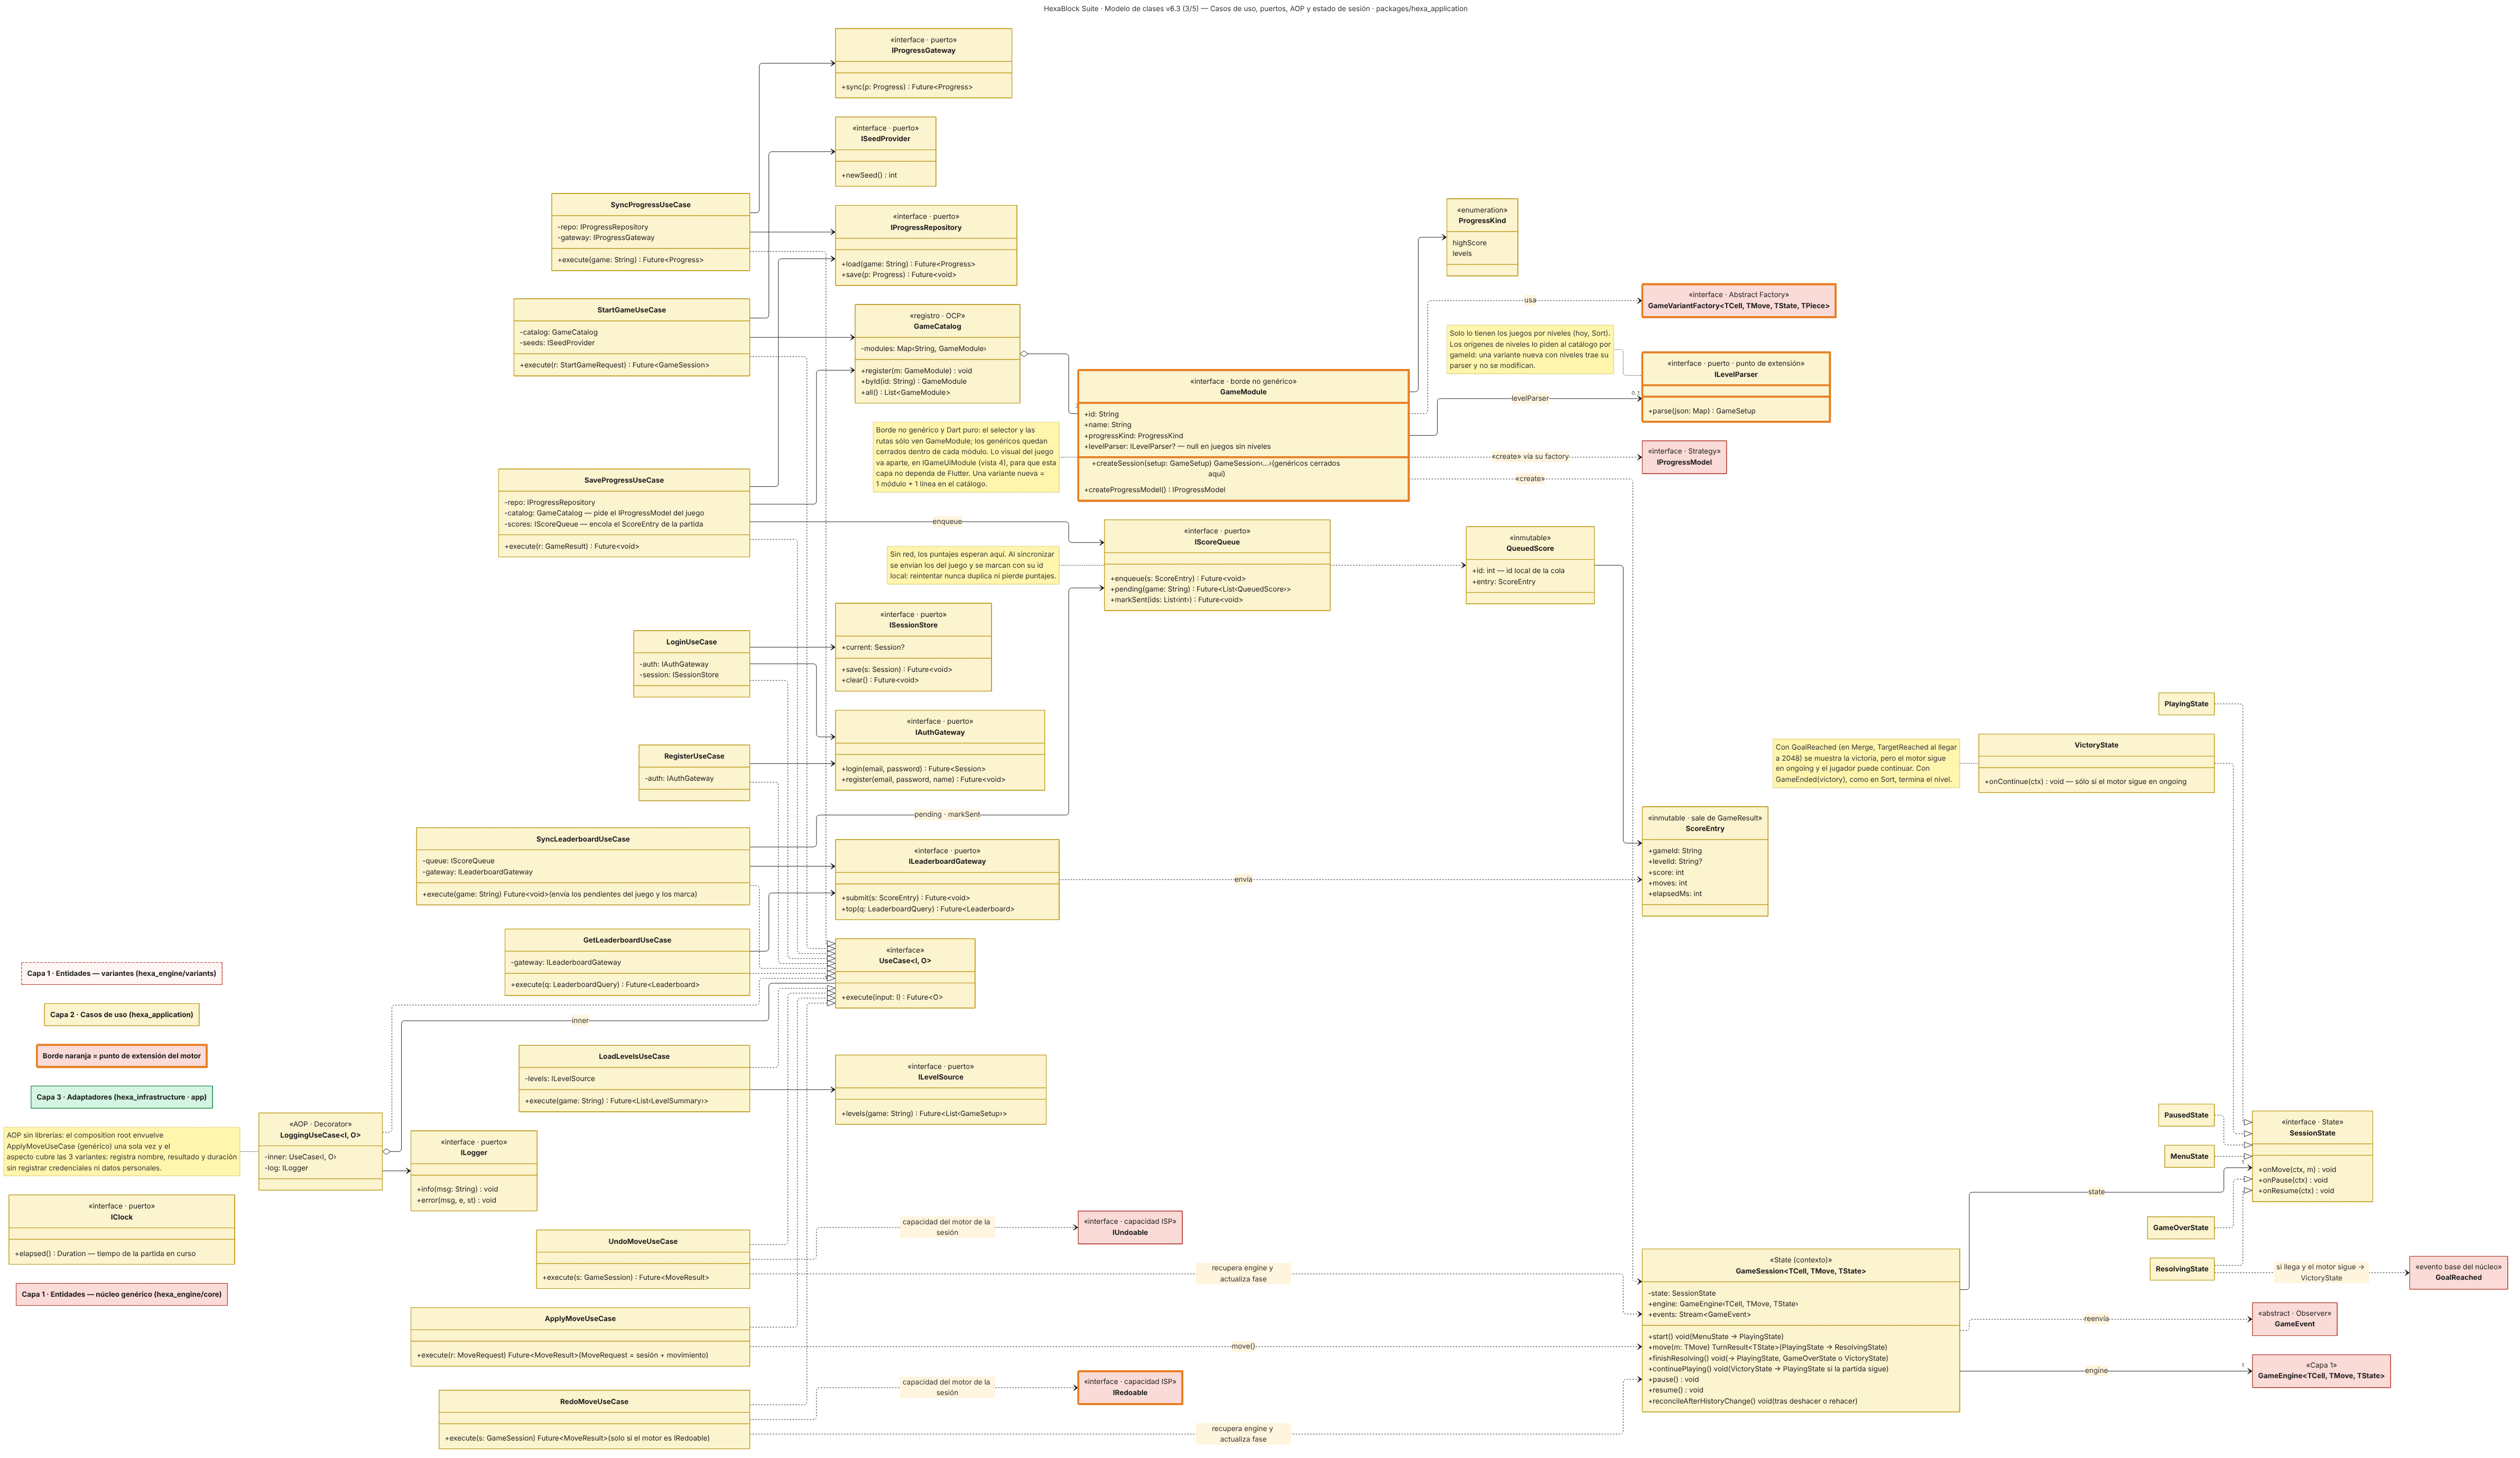 HexaBlock Suite · Modelo de clases v6.3 (3/5) — Casos de uso, puertos, AOP y estado de sesión · packages/hexa_application
«interface · puerto»
IProgressGateway
+sync(p: Progress) : Future<Progress>
«interface · puerto»
ISeedProvider
+newSeed() : int
SyncProgressUseCase
-repo: IProgressRepository
-gateway: IProgressGateway
+execute(game: String) : Future<Progress>
«interface · puerto»
IProgressRepository
+load(game: String) : Future<Progress>
+save(p: Progress) : Future<void>
«enumeration»
ProgressKind
highScore
levels
StartGameUseCase
-catalog: GameCatalog
-seeds: ISeedProvider
+execute(r: StartGameRequest) : Future<GameSession>
«registro · OCP»
GameCatalog
-modules: Map‹String, GameModule›
+register(m: GameModule) : void
+byId(id: String) : GameModule
+all() : List<GameModule>
usa
«interface · Abstract Factory»
GameVariantFactory<TCell, TMove, TState, TPiece>
Solo lo tienen los juegos por niveles (hoy, Sort).
Los orígenes de niveles lo piden al catálogo por
gameId: una variante nueva con niveles trae su
parser y no se modifican.
«interface · puerto · punto de extensión»
ILevelParser
+parse(json: Map) : GameSetup
«interface · borde no genérico»
GameModule
+id: String
+name: String
+progressKind: ProgressKind
+levelParser: ILevelParser? — null en juegos sin niveles
+createSession(setup: GameSetup) GameSession‹...›(genéricos cerrados
aquí)
+createProgressModel() : IProgressModel
levelParser
0..1
Borde no genérico y Dart puro: el selector y las
rutas sólo ven GameModule; los genéricos quedan
cerrados dentro de cada módulo. Lo visual del juego
va aparte, en IGameUiModule (vista 4), para que esta
capa no dependa de Flutter. Una variante nueva =
1 módulo + 1 línea en el catálogo.
«create» via su factory
«interface · Strategy»
IProgressModel
«create»
SaveProgressUseCase
-repo: IProgressRepository
-catalog: GameCatalog — pide el IProgressModel del juego
-scores: IScoreQueue — encola el ScoreEntry de la partida
+execute(r: GameResult) : Future<void>
enqueue
«interface · puerto»
IScoreQueue
+enqueue(s: ScoreEntry) : Future<void>
+pending(game: String) : Future<List‹QueuedScore›>
+markSent(ids: List‹int›) : Future<void>
Sin red, los puntajes esperan aquí. Al sincronizar
se envían los del juego y se marcan con su id
local: reintentar nunca duplica ni pierde puntajes.
«inmutable»
QueuedScore
+id: int — id local de la cola
+entry: ScoreEntry
«interface · puerto»
ISessionStore
+current: Session?
+save(s: Session) : Future<void>
+clear() : Future<void>
LoginUseCase
-auth: IAuthGateway
-session: ISessionStore
«interface · puerto»
IAuthGateway
+login(email, password) : Future<Session>
+register(email, password, name) : Future<void>
RegisterUseCase
-auth: IAuthGateway
PlayingState
Con GoalReached (en Merge, TargetReached al llegar
a 2048) se muestra la victoria, pero el motor sigue
en ongoing y el jugador puede continuar. Con
GameEnded(victory), como en Sort, termina el nivel.
VictoryState
+onContinue(ctx) : void — sólo si el motor sigue en ongoing
pending · markSent
SyncLeaderboardUseCase
-queue: IScoreQueue
-gateway: ILeaderboardGateway
+execute(game: String) Future<void>(envía los pendientes del juego y los marca)
«interface · puerto»
ILeaderboardGateway
+submit(s: ScoreEntry) : Future<void>
+top(q: LeaderboardQuery) : Future<Leaderboard>
envía
«inmutable · sale de GameResult»
ScoreEntry
+gameId: String
+levelId: String?
+score: int
+moves: int
+elapsedMs: int
GetLeaderboardUseCase
-gateway: ILeaderboardGateway
+execute(q: LeaderboardQuery) : Future<Leaderboard>
«interface»
UseCase<I, O>
+execute(input: I) : Future<O>
inner
Capa 1 · Entidades — variantes (hexa_engine/variants)
Capa 2 · Casos de uso (hexa_application)
Borde naranja = punto de extensión del motor
Capa 3 · Adaptadores (hexa_infrastructure · app)
AOP sin librerías: el composition root envuelve
ApplyMoveUseCase (genérico) una sola vez y el
aspecto cubre las 3 variantes: registra nombre, resultado y duración
sin registrar credenciales ni datos personales.
«AOP · Decorator»
LoggingUseCase<I, O>
-inner: UseCase‹I, O›
-log: ILogger
LoadLevelsUseCase
-levels: ILevelSource
+execute(game: String) : Future<List‹LevelSummary›>
«interface · puerto»
ILevelSource
+levels(game: String) : Future<List‹GameSetup›>
«interface · puerto»
ILogger
+info(msg: String) : void
+error(msg, e, st) : void
«interface · puerto»
IClock
+elapsed() : Duration — tiempo de la partida en curso
Capa 1 · Entidades — núcleo genérico (hexa_engine/core)
UndoMoveUseCase
+execute(s: GameSession) : Future<MoveResult>
capacidad del motor de la
sesión
«interface · capacidad ISP»
IUndoable
recupera engine y
actualiza fase
ApplyMoveUseCase
+execute(r: MoveRequest) Future<MoveResult>(MoveRequest = sesión + movimiento)
move()
RedoMoveUseCase
+execute(s: GameSession) Future<MoveResult>(solo si el motor es IRedoable)
capacidad del motor de la
sesión
«interface · capacidad ISP»
IRedoable
recupera engine y
actualiza fase
«State (contexto)»
GameSession<TCell, TMove, TState>
-state: SessionState
+engine: GameEngine‹TCell, TMove, TState›
+events: Stream<GameEvent>
+start() void(MenuState → PlayingState)
+move(m: TMove) TurnResult<TState>(PlayingState → ResolvingState)
+finishResolving() void(→ PlayingState, GameOverState o VictoryState)
+continuePlaying() void(VictoryState → PlayingState si la partida sigue)
+pause() : void
+resume() : void
+reconcileAfterHistoryChange() void(tras deshacer o rehacer)
PausedState
MenuState
GameOverState
ResolvingState
state
«interface · State»
SessionState
+onMove(ctx, m) : void
+onPause(ctx) : void
+onResume(ctx) : void
si llega y el motor sigue →
VictoryState
«evento base del núcleo»
GoalReached
reenvía
«abstract · Observer»
GameEvent
engine
1
«Capa 1»
GameEngine<TCell, TMove, TState>